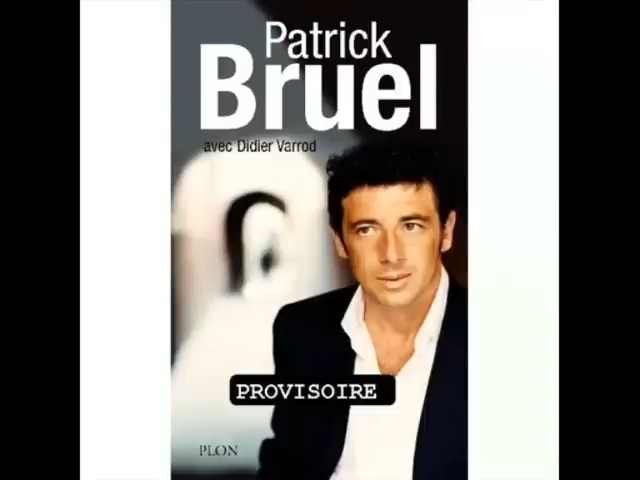 Patrick
Bruel
avec Didier Varrod
PROVISOIRE
PLON